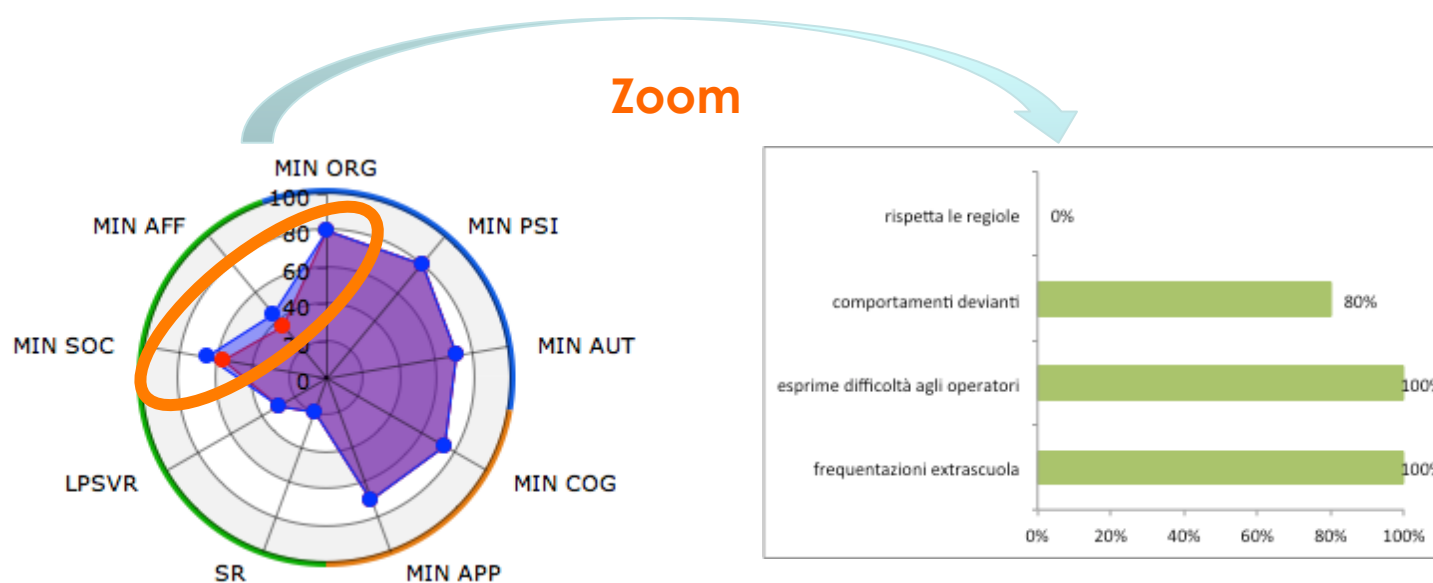 Zoom
MIN ORG
MIN AFF
MIN PSI
MIN SOC
MIN AUT
LPSVR
MIN COG
SR
MIN APP
100
80
60
40
20
0
rispetta le regiole
0%
comportamenti devianti
80%
esprime difficoltà agli operatori
100%
frequentazioni extrascuola
100%
0% 20% 40% 60% 80% 100%